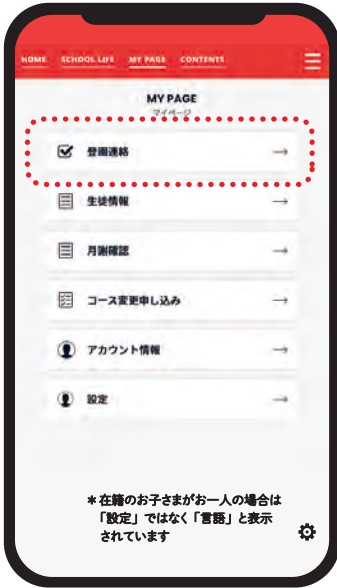 HOME SCHOOL LIFE MY PAGE CONTENTS
MY PAGE
マイページ
登園連絡
生徒情報
月謝確認
コース変更申し込み
アカウント情報
設定
＊在籍のお子さまがお一人の場合は
「設定」ではなく「言語」と表示
されています